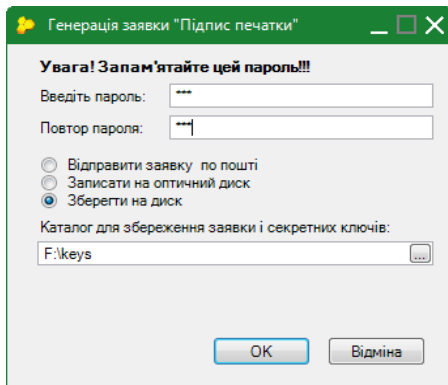 Генерація заявки "Підпис печатки"
Увага! Запам'ятайте цей пароль!!!
Введіть пароль: ***
Повтор пароля: ***
Відправити заявку по пошті
Записати на оптичний диск
Зберегти на диск
Каталог для збереження заявки і секретних ключів:
F:\keys ...
OK Відміна